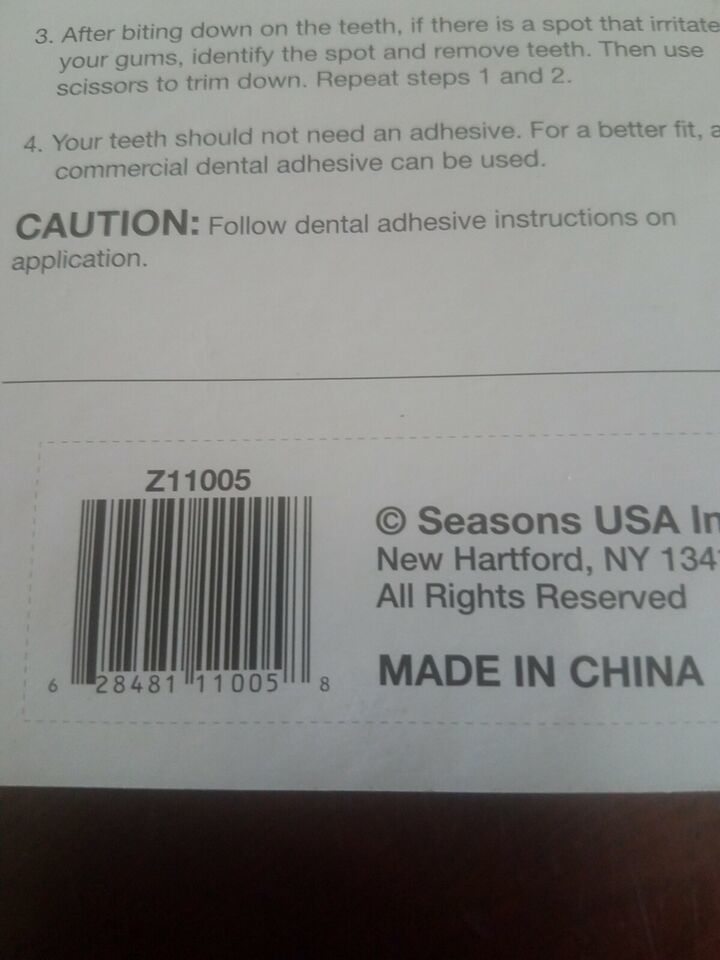 3. After biting down on the teeth, if there is a spot that irritate
your gums, identify the spot and remove teeth. Then use
scissors to trim down. Repeat steps 1 and 2.
4. Your teeth should not need an adhesive. For a better fit, a
commercial dental adhesive can be used.
CAUTION: Follow dental adhesive instructions on
application.
Z11005
6 28481 11005 8
© Seasons USA In
New Hartford, NY 134
All Rights Reserved
MADE IN CHINA